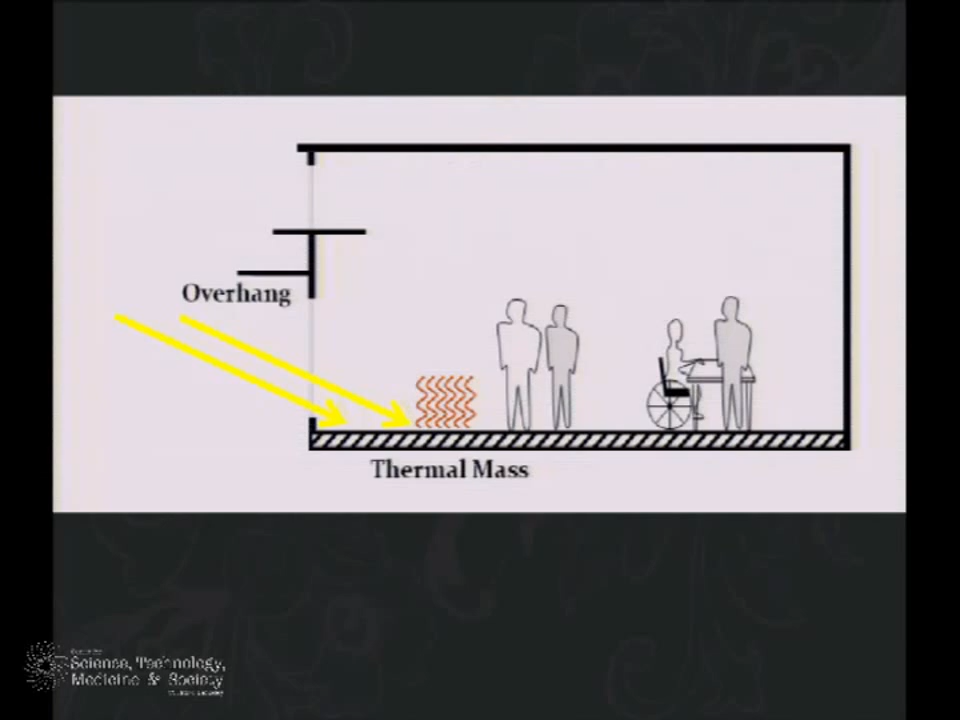 Overhang
Thermal Mass
Science, Technology,
Medicine & Society